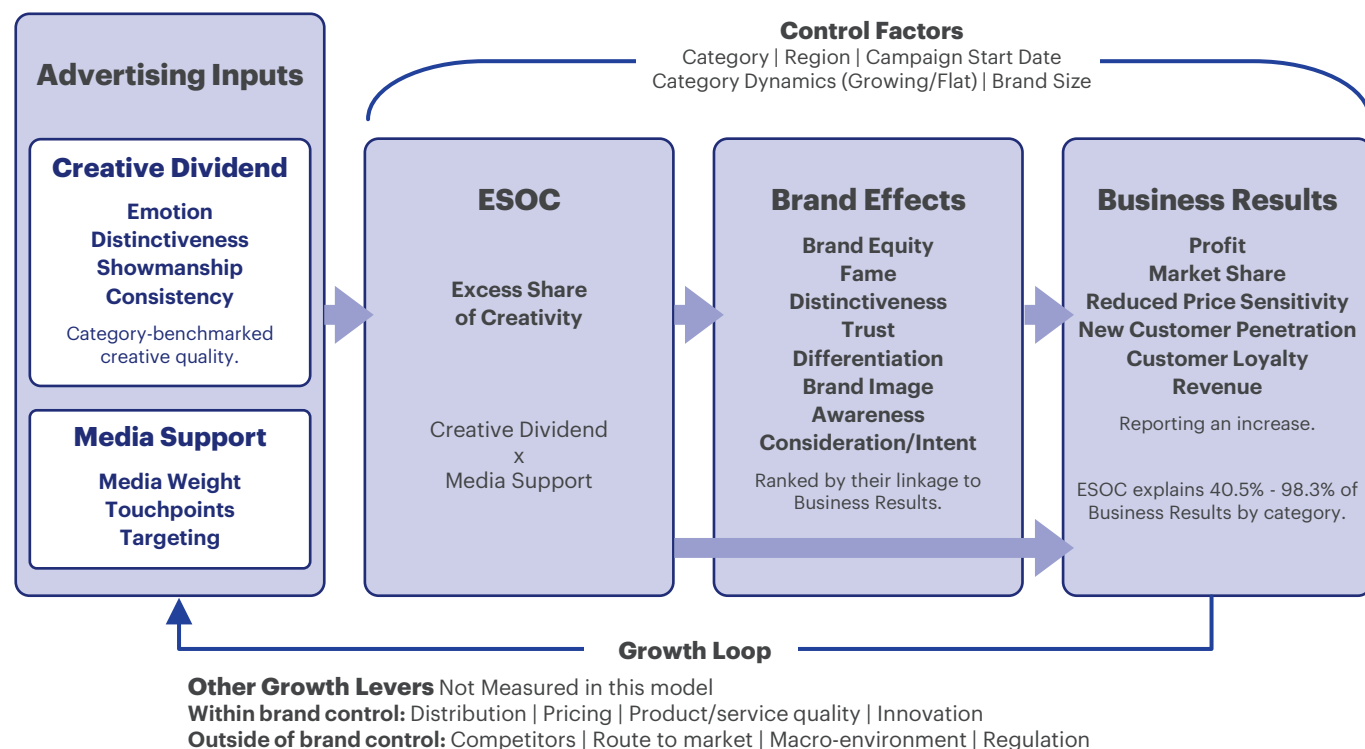 Control Factors
Category | Region | Campaign Start Date
Category Dynamics (Growing/Flat) | Brand Size
Advertising Inputs
Creative Dividend
Emotion
Distinctiveness
Showmanship
Consistency
Category-benchmarked
creative quality.
Media Support
Media Weight
Touchpoints
Targeting
ESOC
Excess Share
of Creativity
Creative Dividend
x
Media Support
Brand Effects
Brand Equity
Fame
Distinctiveness
Trust
Differentiation
Brand Image
Awareness
Consideration/Intent
Ranked by their linkage to
Business Results.
Business Results
Profit
Market Share
Reduced Price Sensitivity
New Customer Penetration
Customer Loyalty
Revenue
Reporting an increase.
ESOC explains 40.5% - 98.3% of
Business Results by category.
Growth Loop
Other Growth Levers Not Measured in this model
Within brand control: Distribution | Pricing | Product/service quality | Innovation
Outside of brand control: Competitors | Route to market | Macro-environment | Regulation